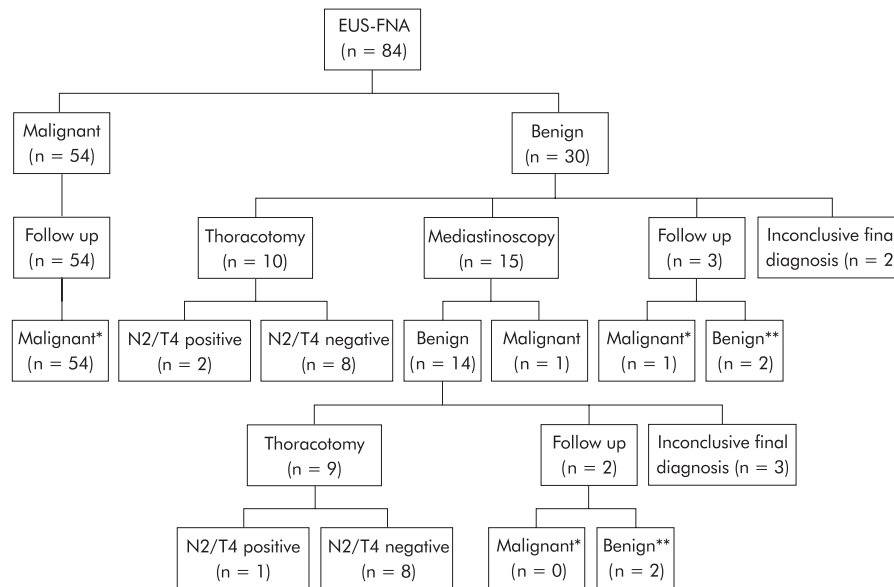 EUS-FNA
(n = 84)
Malignant
(n = 54)
Benign
(n = 30)
Follow up
(n = 54)
Thoracotomy
(n = 10)
Mediastinoscopy
(n = 15)
Follow up
(n = 3)
Inconclusive final
diagnosis (n = 2
Malignant*
(n = 54)
N2/T4 positive
(n = 2)
N2/T4 negative
(n = 8)
Benign
(n = 14)
Malignant
(n = 1)
Malignant*
(n = 1)
Benign**
(n = 2)
Thoracotomy
(n = 9)
Follow up
(n = 2)
Inconclusive final
diagnosis (n = 3)
N2/T4 positive
(n = 1)
N2/T4 negative
(n = 8)
Malignant*
(n = 0)
Benign**
(n = 2)